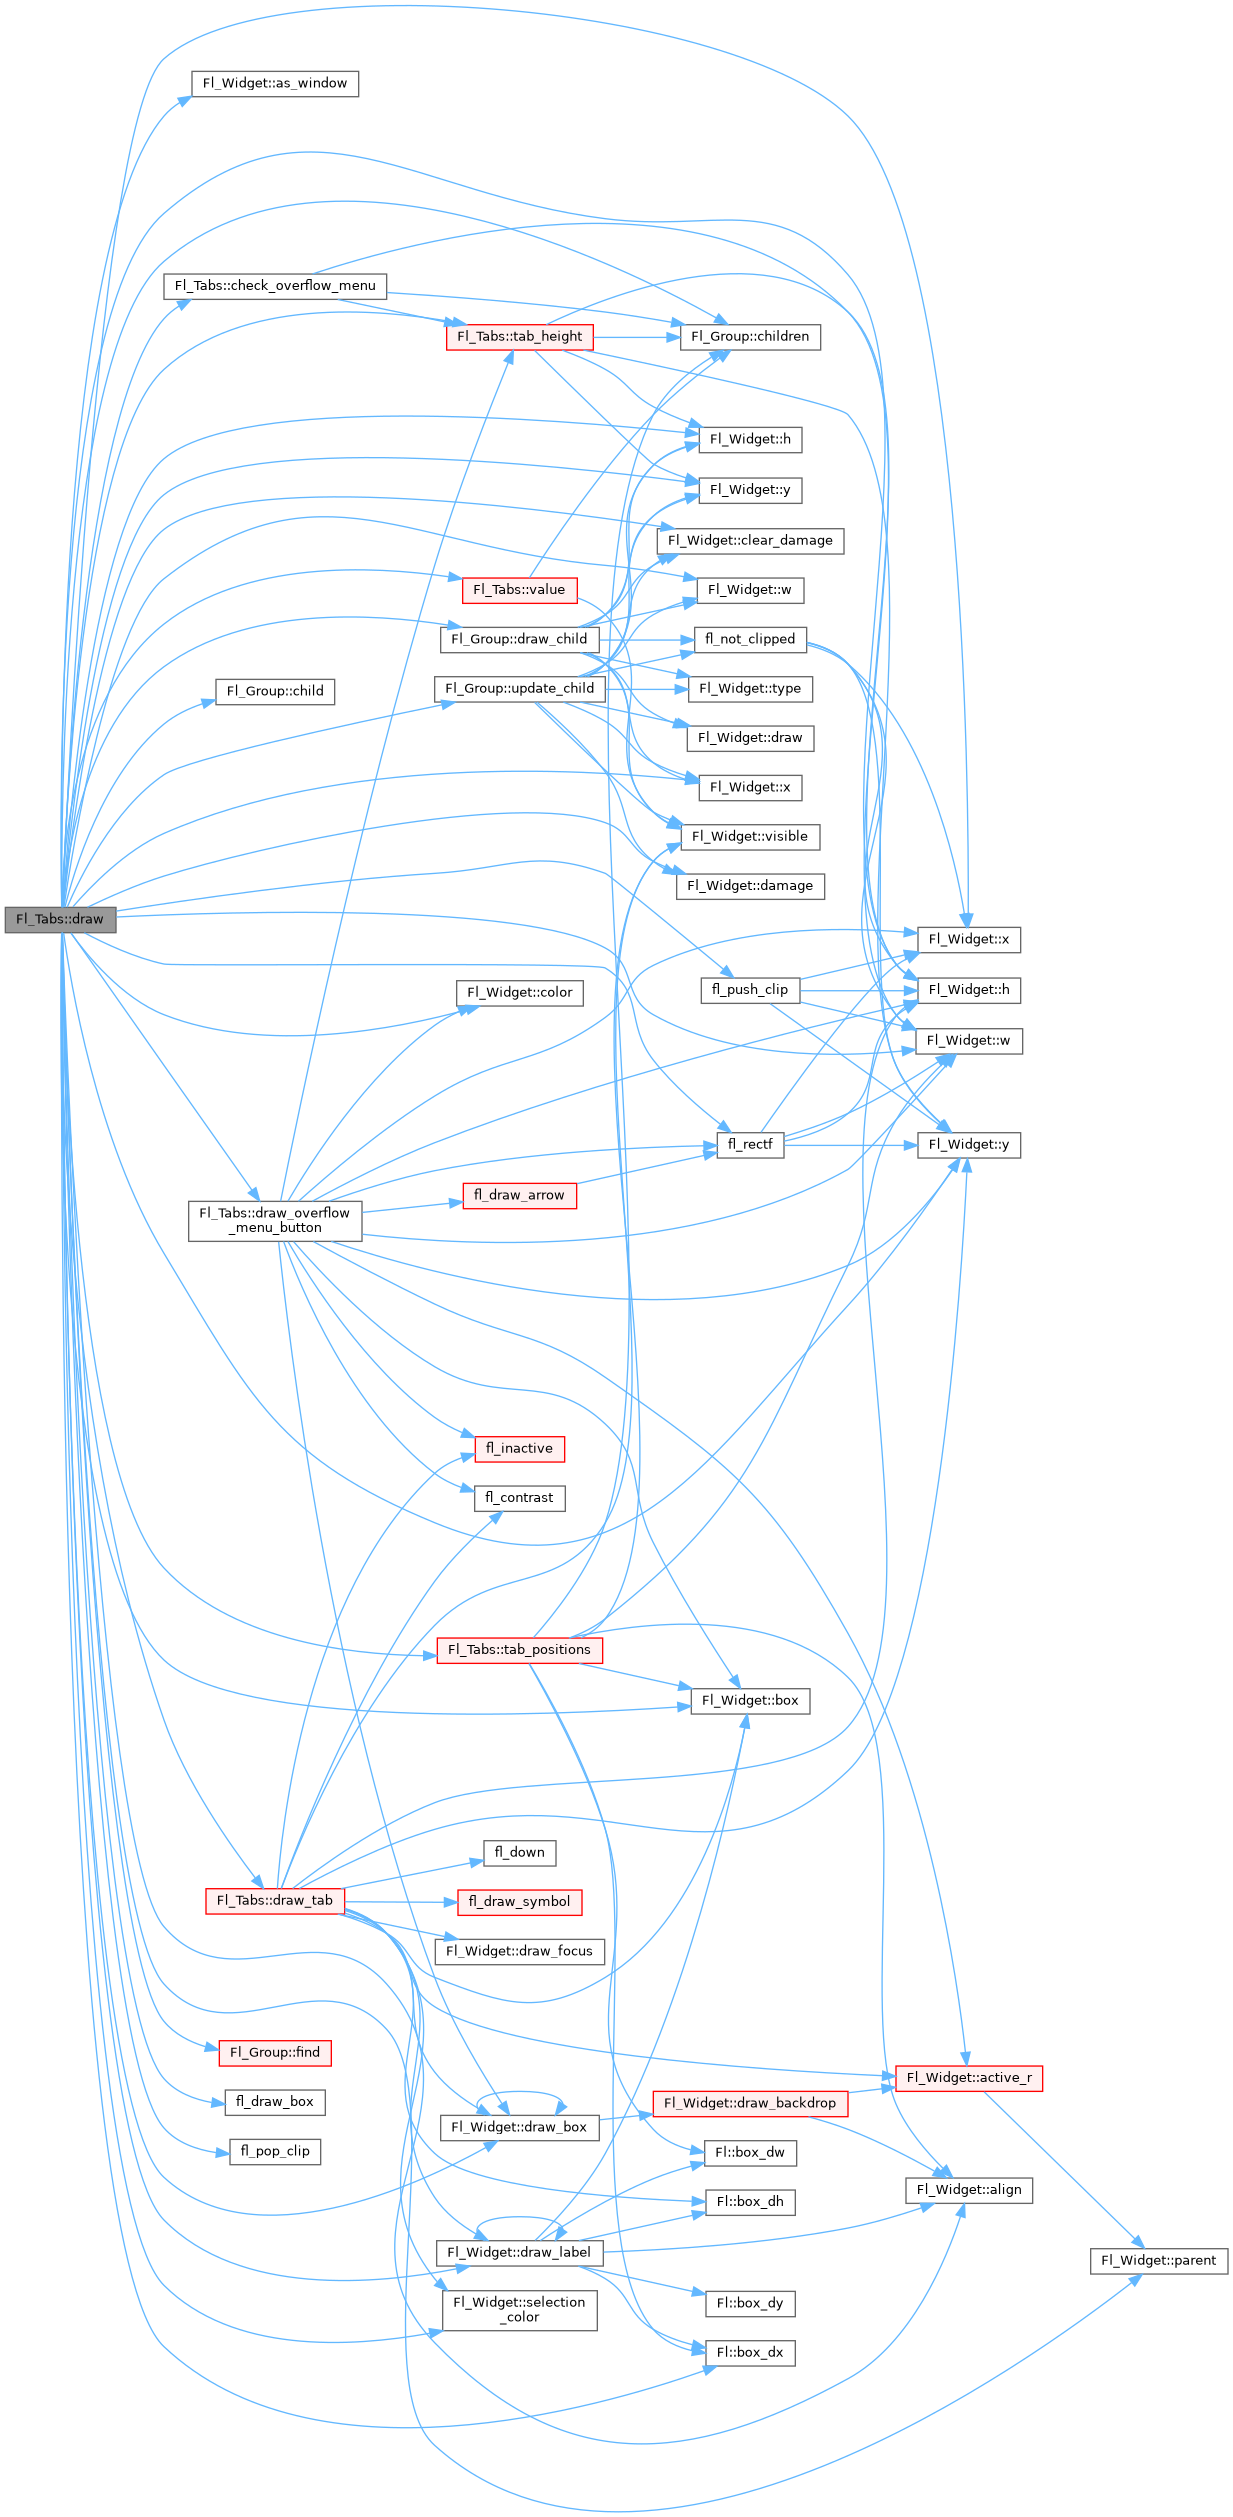 Fl_Widget::as_window
Fl_Tabs::check_overflow_menu
Fl_Tabs::tab_height
Fl_Group::children
Fl_Widget::h
Fl_Widget::y
Fl_Widget::clear_damage
Fl_Tabs::value
Fl_Widget::w
Fl_Group::draw_child
fl_not_clipped
Fl_Group::child
Fl_Group::update_child
Fl_Widget::type
Fl_Widget::draw
Fl_Widget::x
Fl_Widget::visible
Fl_Widget::damage
Fl_Tabs::draw
Fl_Widget::x
Fl_Widget::color
fl_push_clip
Fl_Widget::h
Fl_Widget::w
fl_rectf
Fl_Widget::y
fl_draw_arrow
Fl_Tabs::draw_overflow
_menu_button
fl_inactive
fl_contrast
Fl_Tabs::tab_positions
Fl_Widget::box
fl_down
Fl_Tabs::draw_tab
fl_draw_symbol
Fl_Widget::draw_focus
Fl_Group::find
Fl_Widget::active_r
fl_draw_box
Fl_Widget::draw_backdrop
Fl_Widget::draw_box
fl_pop_clip
Fl::box_dw
Fl_Widget::align
Fl::box_dh
Fl_Widget::draw_label
Fl_Widget::parent
Fl_Widget::selection
_color
Fl::box_dy
Fl::box_dx